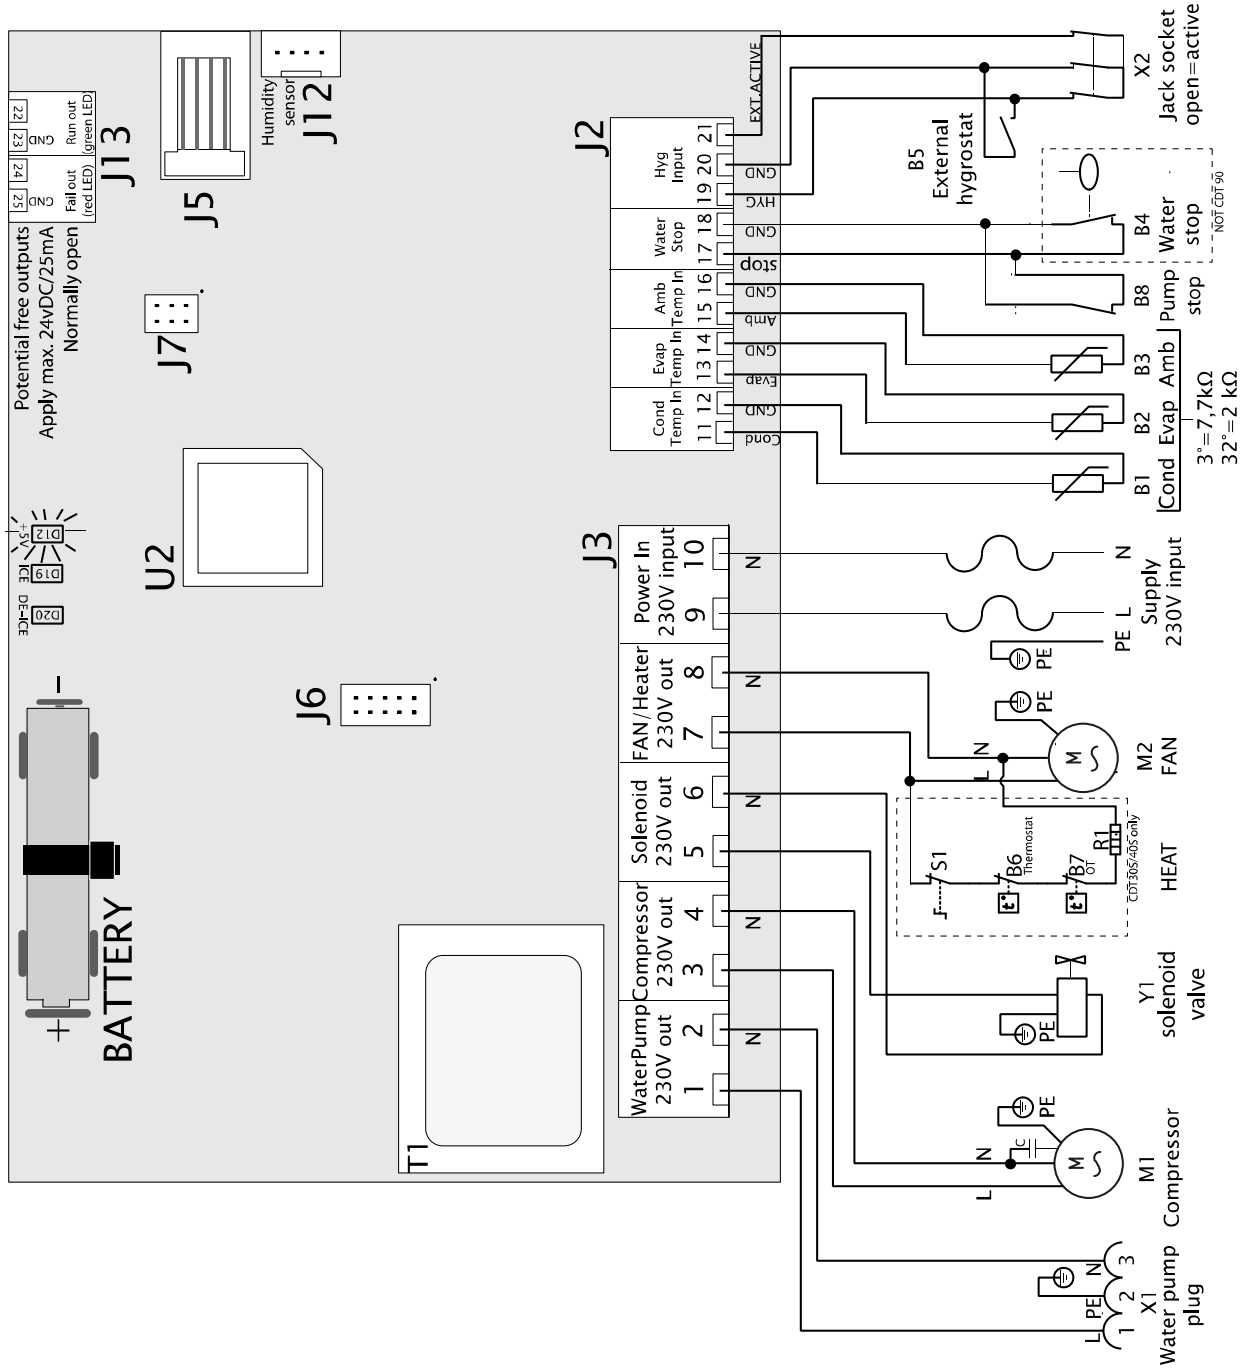 J13
22
23 GND
Run out
(green LED)
24
25 GND
Fail out
(red LED)
Potential free outputs
Apply max. 24vDC/25mA
Normally open
J5
J12
Humidity
sensor
J7
U2
+5V
D12
ICE
D19
DE-ICE
D20
J6
BATTERY
+
-
T1
J2
Hyg
Input
21
20
19
EXT.ACTIVE
GND
HYG
Water
Stop
18
17
GND
stop
Amb
Temp In
16
15
GND
Amb
Evap
Temp In
14
13
GND
Evap
Cond
Temp In
12
11
GND
Cond
J3
Power In
230V input
10
9
N
FAN/Heater
230V out
8
7
N
Solenoid
230V out
6
5
N
Compressor
230V out
4
3
N
WaterPump
230V out
2
1
N
X2
Jack socket
open=active
B5
External
hygrostat
B4
Water
stop
NOT CDT 90
B8
Pump
stop
B3
Amb
B2
Evap
B1
Cond
3°=7,7kΩ
32°=2 kΩ
PE L N
Supply
230V input
PE
PE
L N
M
M2
FAN
S1
B6
Thermostat
B7
OT
t°
t°
R1
CDT30S/40S only
HEAT
PE
Y1
solenoid
valve
PE
C
L N
M
M1
Compressor
L PE N
1 2 3
X1
Water pump
plug